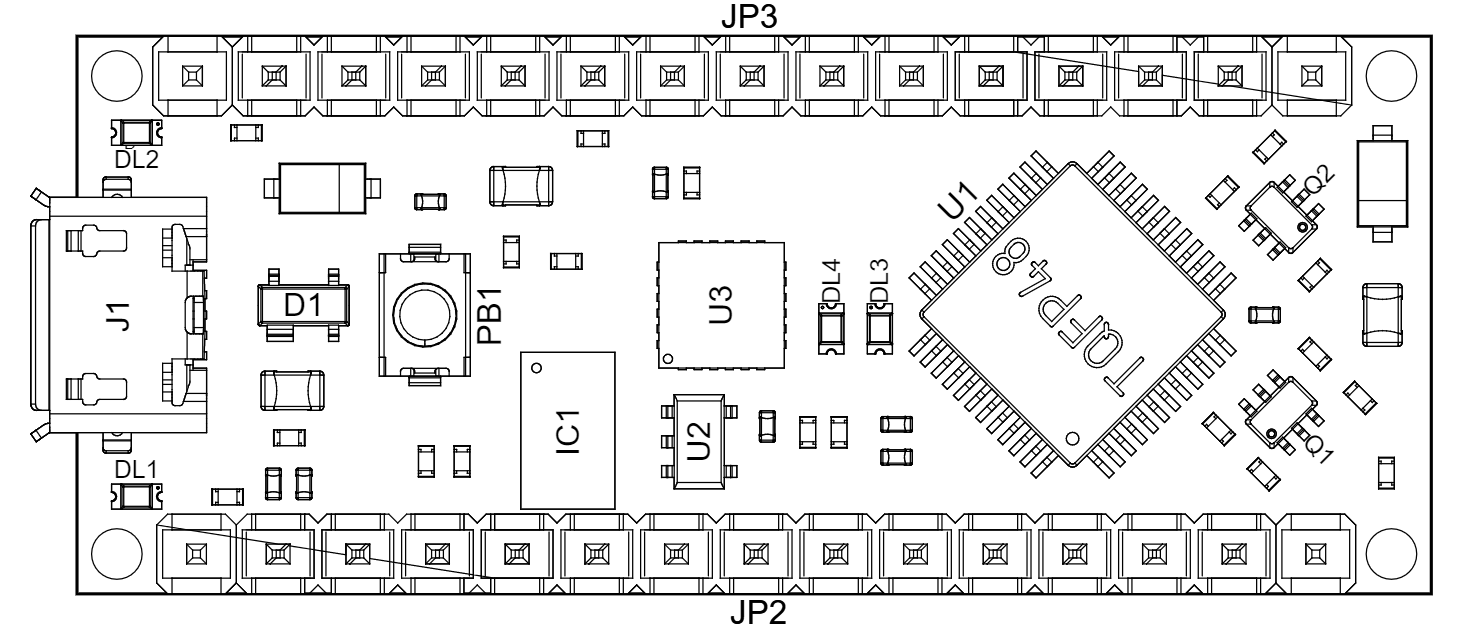 JP3
DL2
Q2
U1
TQFP48
J1
D1
PB1
U3
DL4
DL3
IC1
U2
Q1
DL1
JP2